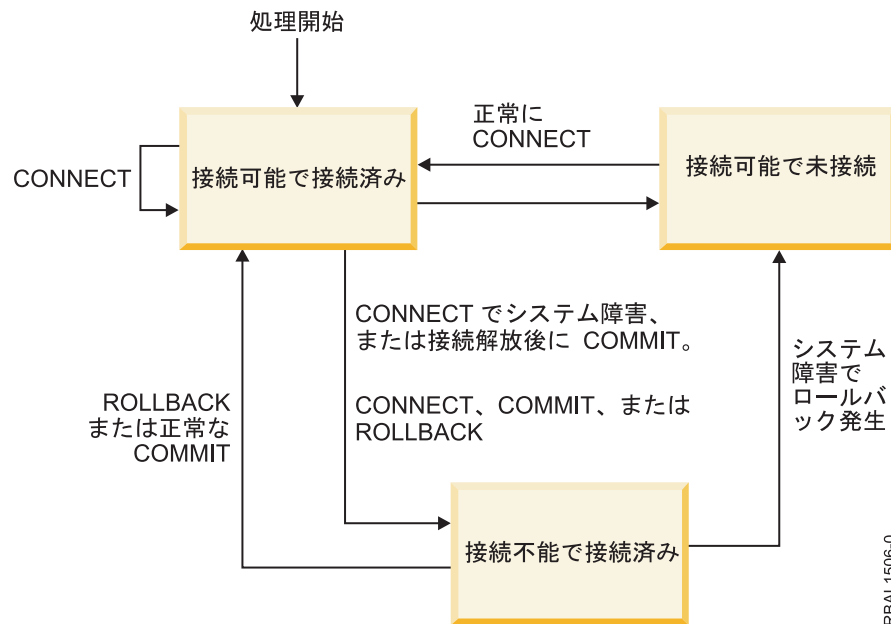 処理開始
正常に
CONNECT
CONNECT
接続可能で接続済み
接続可能で未接続
CONNECT でシステム障害、
または接続解放後に COMMIT。
システム
障害で
ロールバ
ック発生
ROLLBACK
または正常な
COMMIT
CONNECT、COMMIT、または
ROLLBACK
接続不能で接続済み
RBAL1506-0